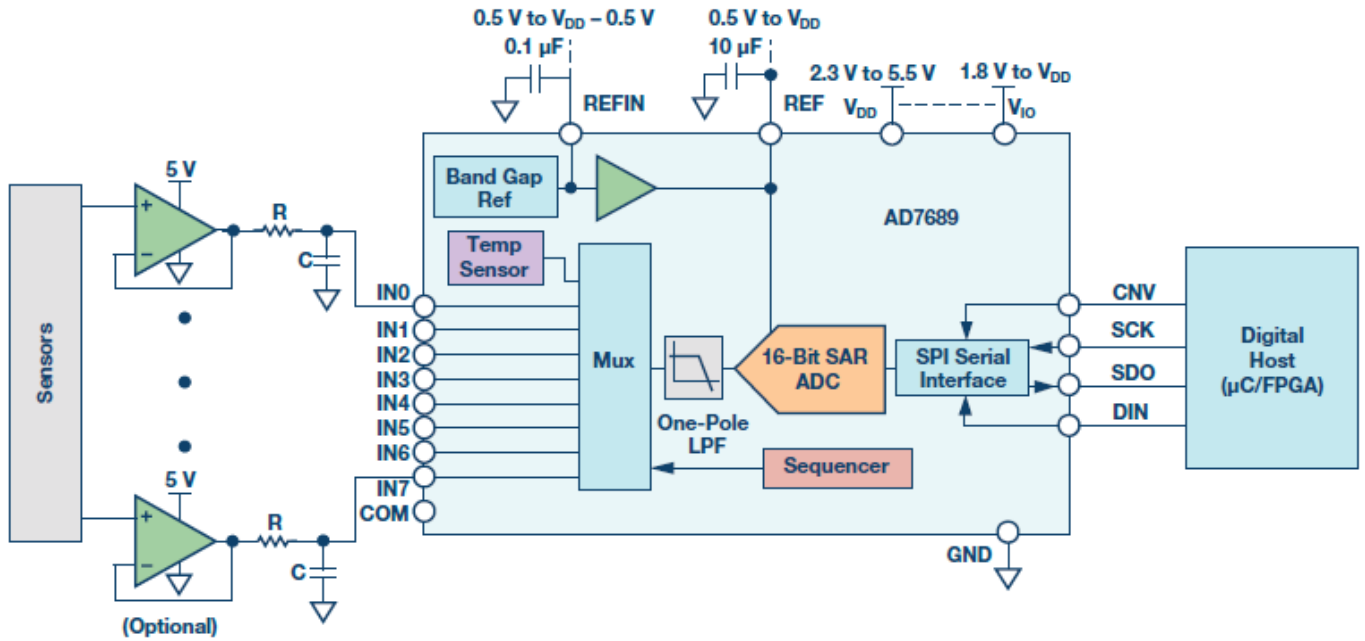 0.5 V to VDD – 0.5 V
0.5 V to VDD
0.1 µF
10 µF
2.3 V to 5.5 V
1.8 V to VDD
REFIN
REF
VDD
VIO
5 V
Band Gap
Ref
AD7689
R
Temp
Sensor
C
IN0
IN1
IN2
IN3
IN4
IN5
IN6
IN7
COM
Sensors
Mux
16-Bit SAR
ADC
One-Pole
LPF
Sequencer
SPI Serial
Interface
CNV
SCK
SDO
DIN
Digital
Host
(µC/FPGA)
5 V
R
C
GND
(Optional)